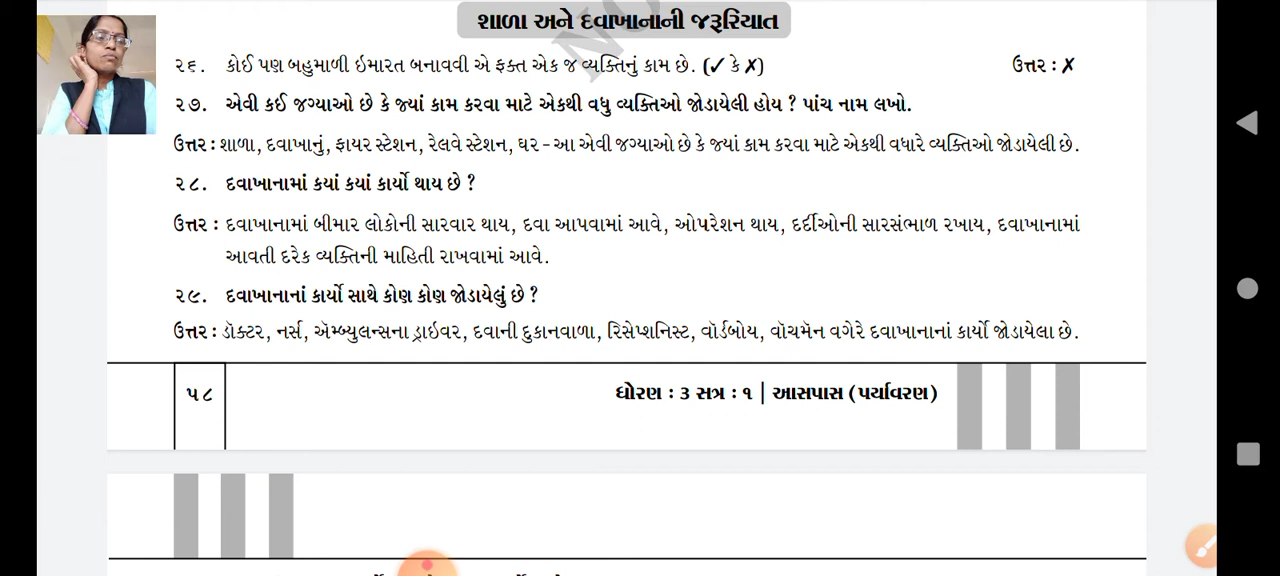 શાળા અને દવાખાનાની જરૂરિયાત
NO
૨૬. કોઈ પણ બહુમાળી ઇમારત બનાવવી એ ફક્ત એક જ વ્યક્તિનું કામ છે. (✓ કે ✗) ઉત્તર : ✗
૨૭. એવી કઈ જગ્યાઓ છે કે જ્યાં કામ કરવા માટે એકથી વધુ વ્યક્તિઓ જોડાયેલી હોય ? પાંચ નામ લખો.
ઉત્તર : શાળા, દવાખાનું, ફાયર સ્ટેશન, રેલવે સ્ટેશન, ઘર – આ એવી જગ્યાઓ છે કે જ્યાં કામ કરવા માટે એકથી વધારે વ્યક્તિઓ જોડાયેલી છે.
૨૮. દવાખાનામાં કયાં કયાં કાર્યો થાય છે ?
ઉત્તર : દવાખાનામાં બીમાર લોકોની સારવાર થાય, દવા આપવામાં આવે, ઓપરેશન થાય, દર્દીઓની સારસંભાળ રખાય, દવાખાનામાં
આવતી દરેક વ્યક્તિની માહિતી રાખવામાં આવે.
૨૯. દવાખાનાનાં કાર્યો સાથે કોણ કોણ જોડાયેલું છે ?
ઉત્તર : ડૉક્ટર, નર્સ, ઍમ્બ્યુલન્સના ડ્રાઇવર, દવાની દુકાનવાળા, રિસેપ્શનિસ્ટ, વૉર્ડબોય, વૉચમૅન વગેરે દવાખાનાનાં કાર્યો જોડાયેલા છે.
૫૮ ધોરણ : 3 સત્ર : ૧ | આસપાસ (પર્યાવરણ)